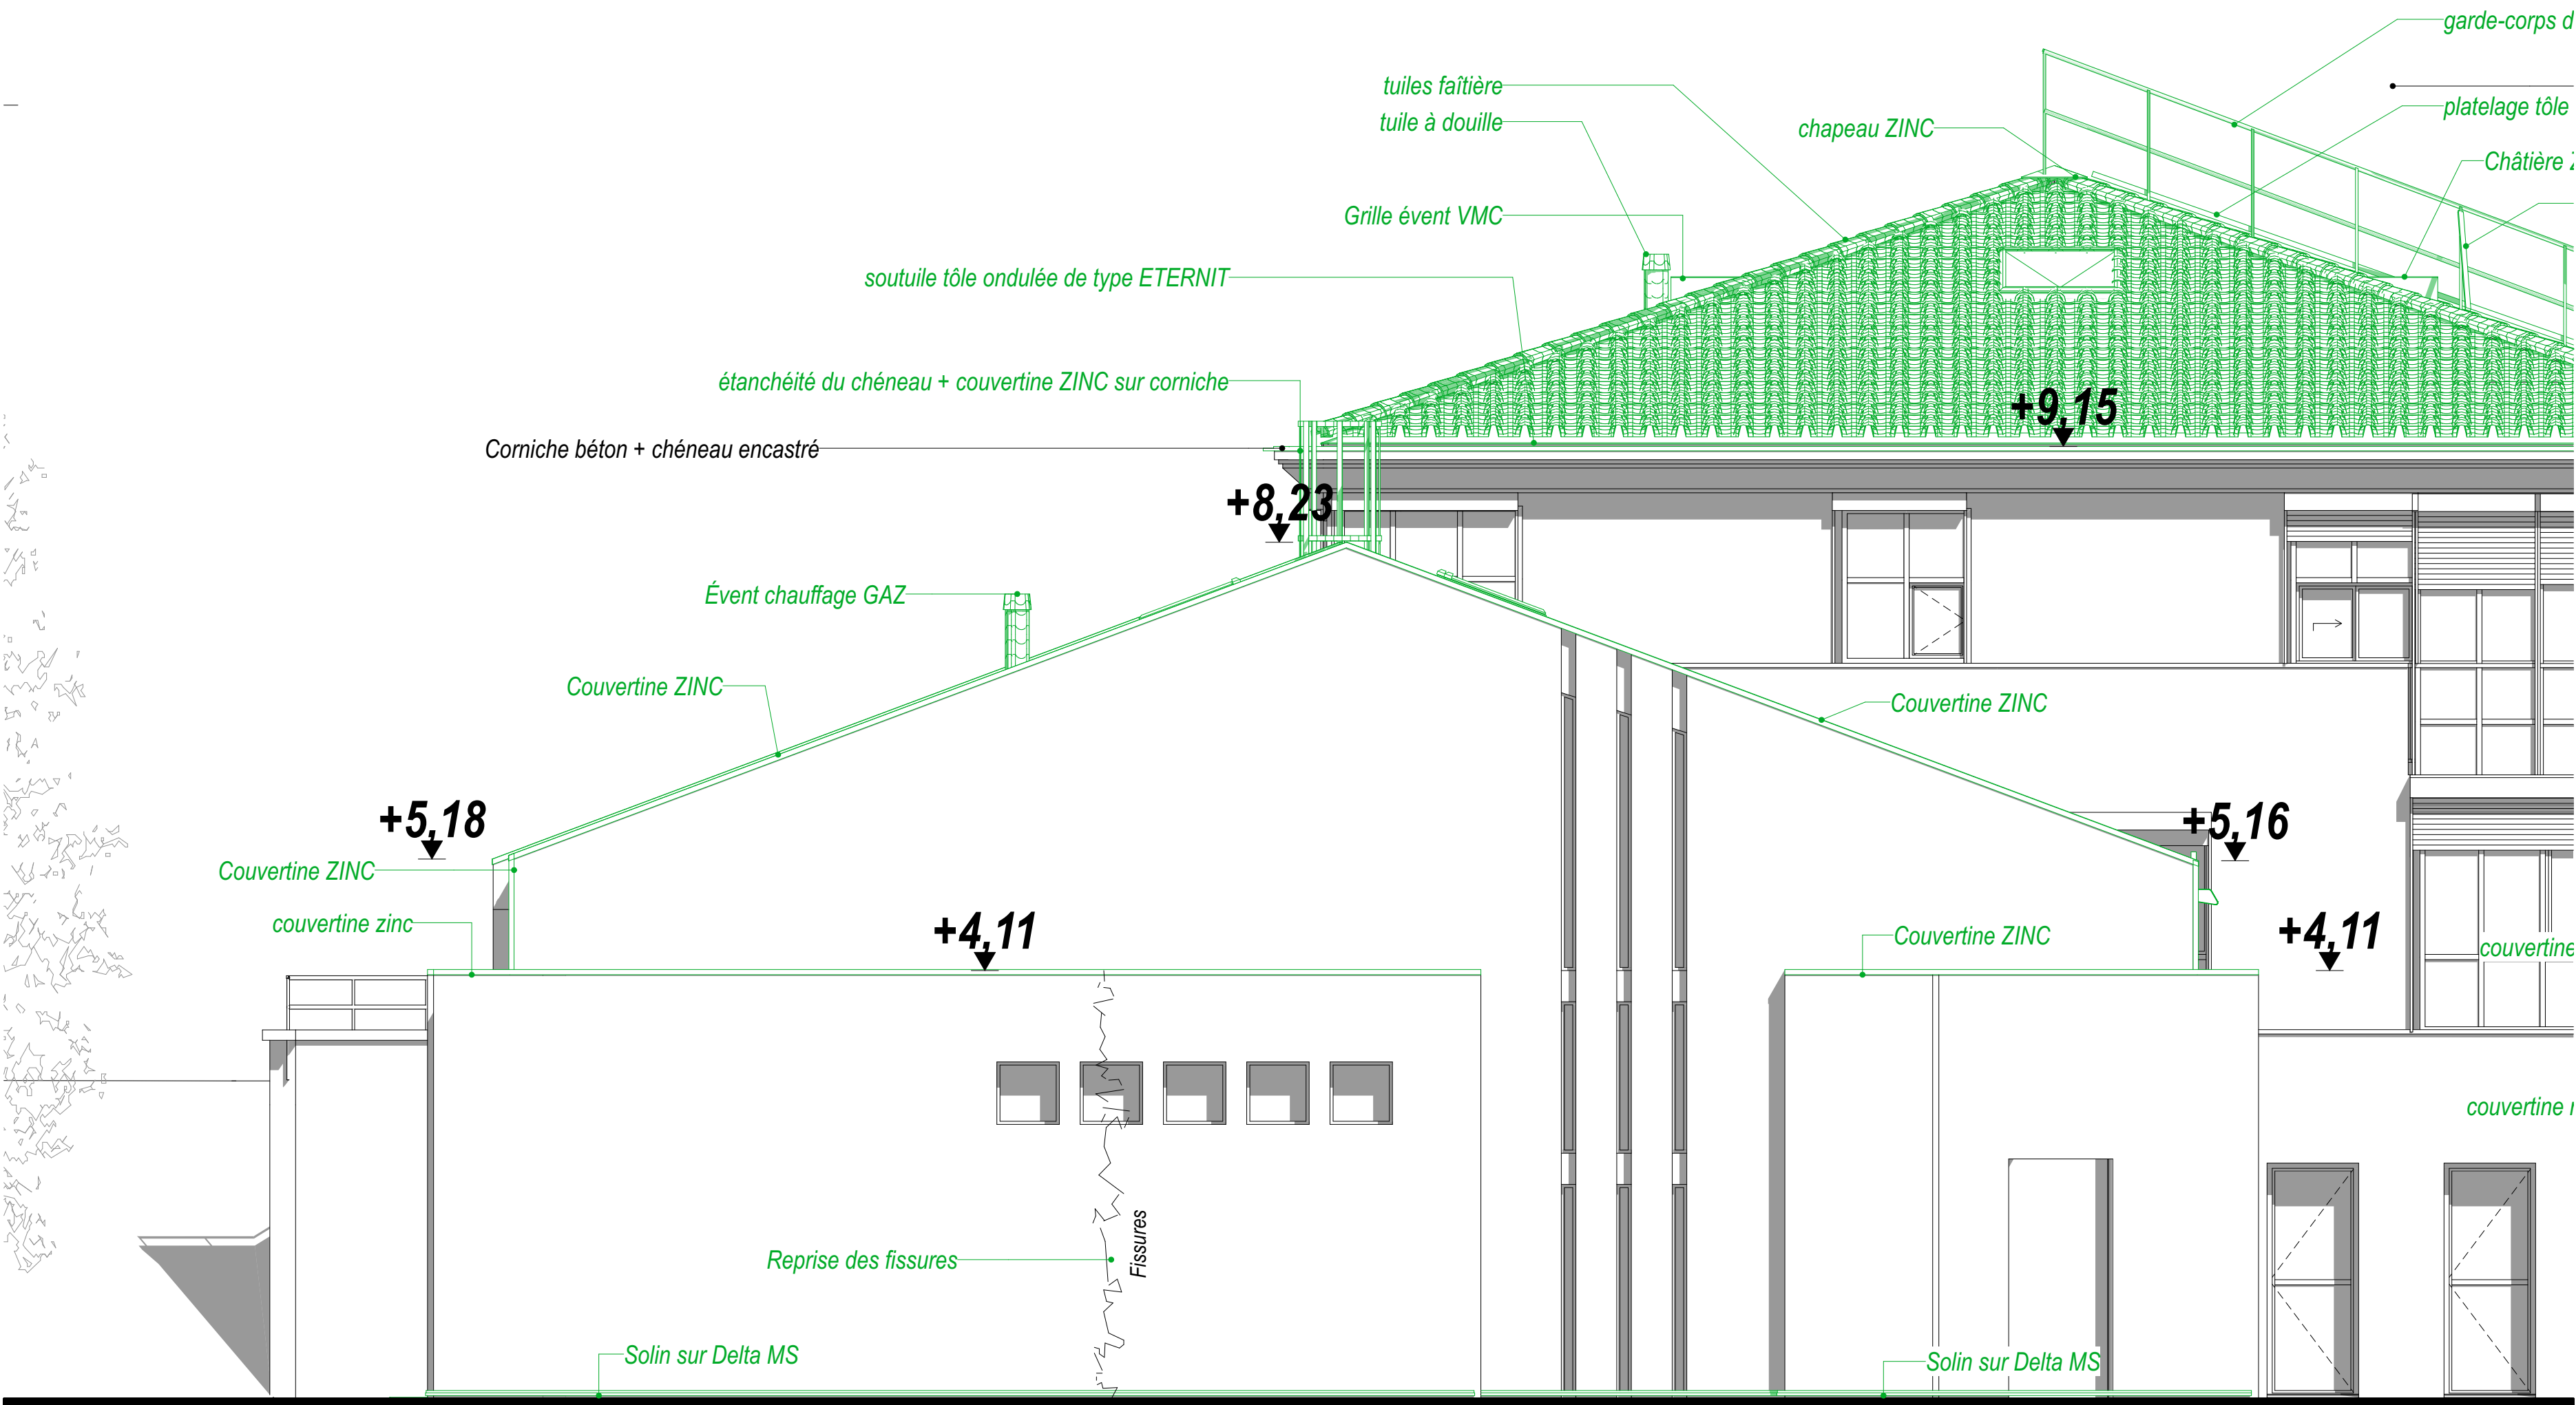 garde-corps d
tuiles faîtière
platelage tôle
tuile à douille
chapeau ZINC
Châtière
Grille évent VMC
soutuile tôle ondulée de type ETERNIT
étanchéité du chéneau + couvertine ZINC sur corniche
+9,15
Corniche béton + chéneau encastré
+8,23
Évent chauffage GAZ
Couvertine ZINC
Couvertine ZINC
+5,18
+5,16
Couvertine ZINC
couvertine zinc
+4,11
Couvertine ZINC
+4,11
couvertine
couvertine
Fissures
Reprise des fissures
Solin sur Delta MS
Solin sur Delta MS